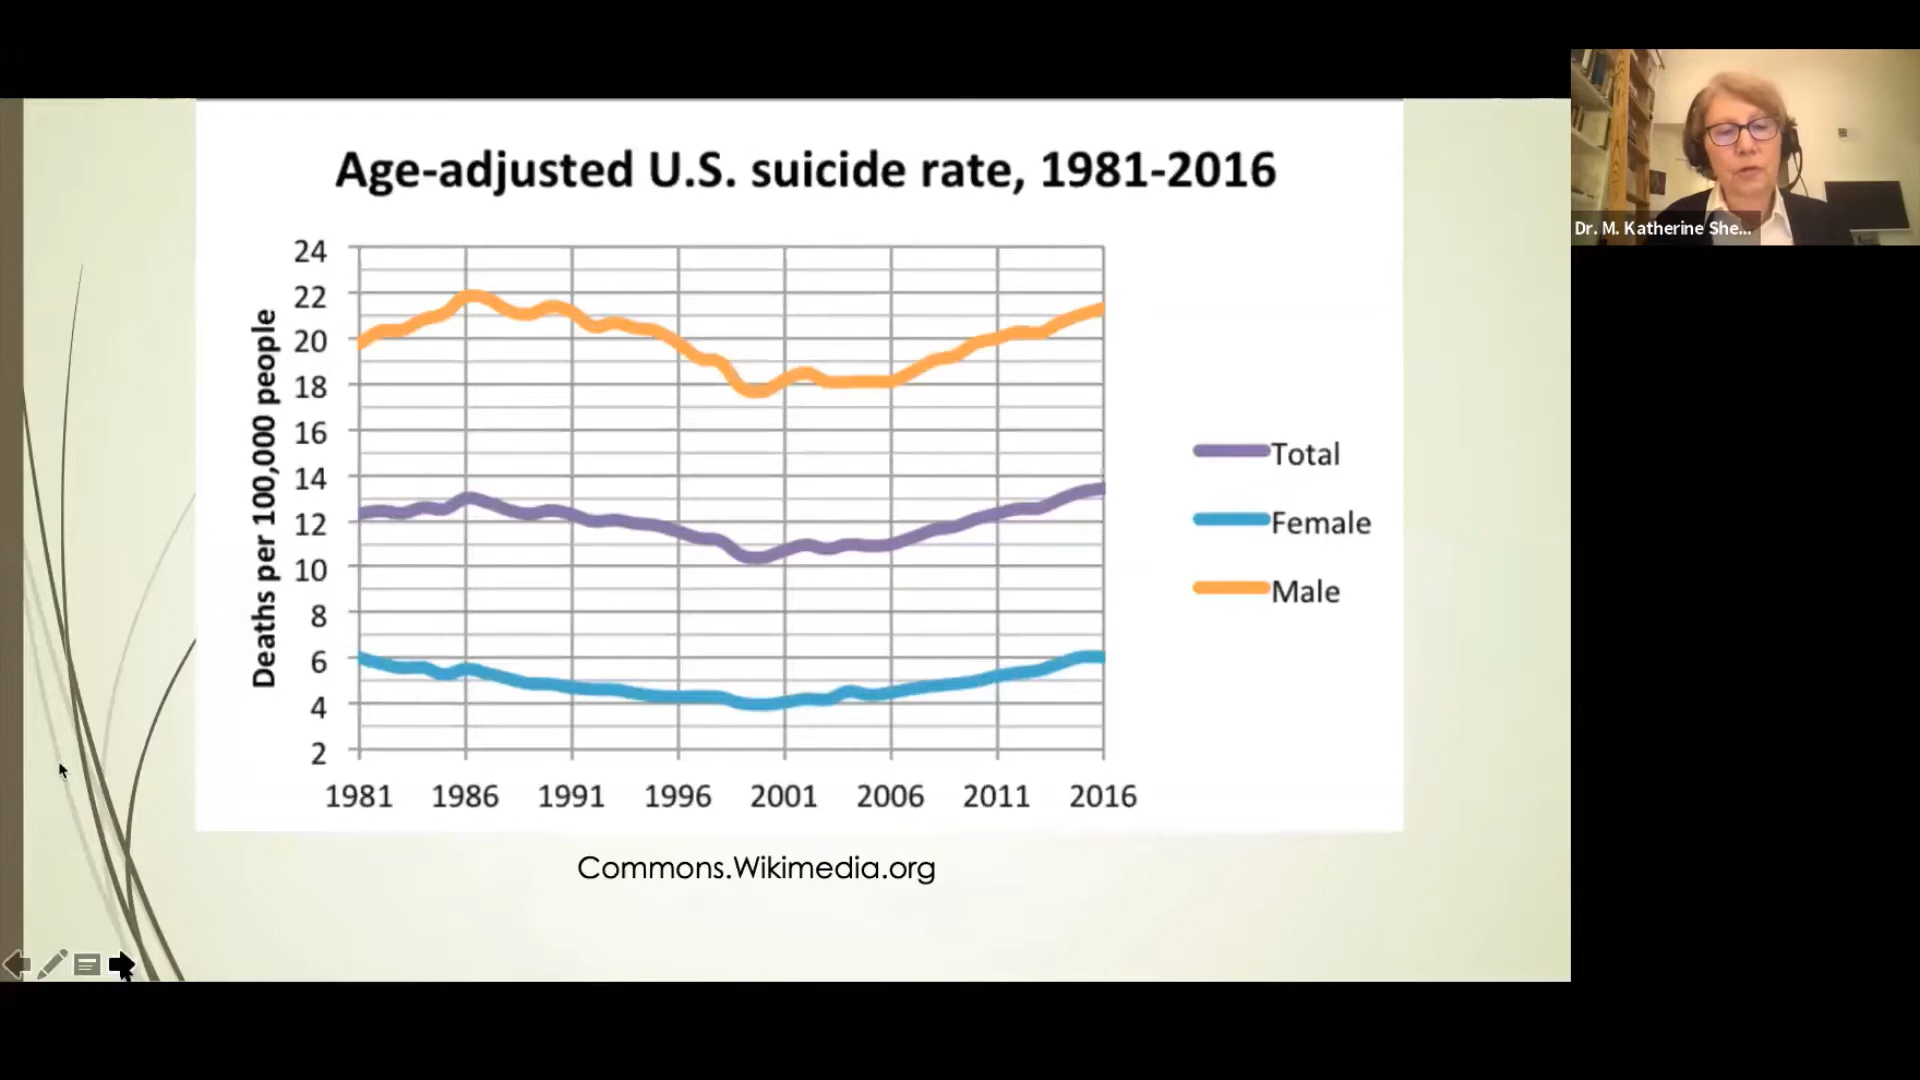 Age-adjusted U.S. suicide rate, 1981-2016
Deaths per 100,000 people
24
22
20
18
16
14
12
10
8
6
4
2
1981 1986 1991 1996 2001 2006 2011 2016
Total
Female
Male
Commons.Wikimedia.org
Dr. M. Katherine She...